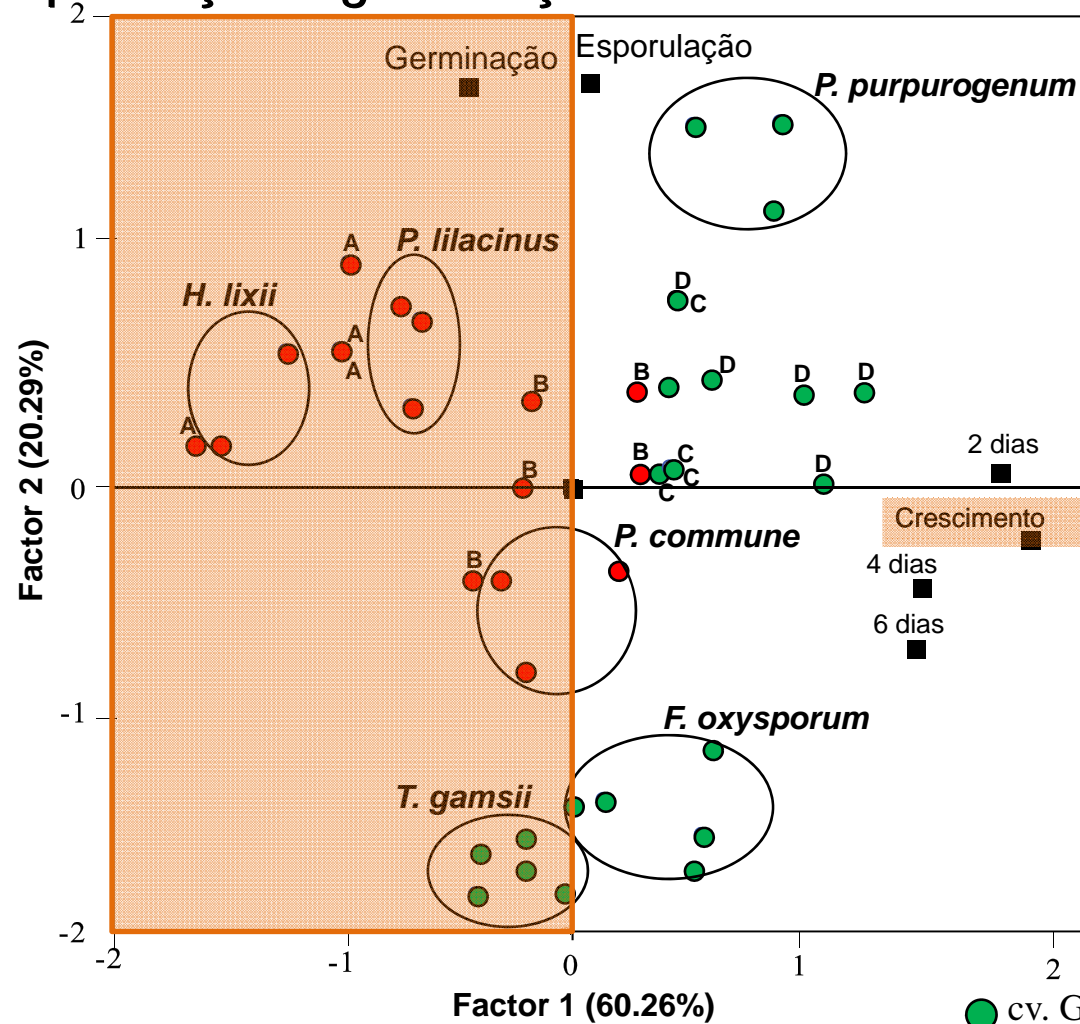 2
Germinação
Esporulação
P. purpurogenum
1
A
P. lilacinus
D
C
H. lixii
A
A
B
B
D
D
D
A
B
B
C
C
C
D
2 dias
0
Factor 2 (20.29%)
P. commune
Crescimento
B
4 dias
6 dias
-1
F. oxysporum
T. gamsii
-2
-2
-1
0
1
2
Factor 1 (60.26%)
cv. G